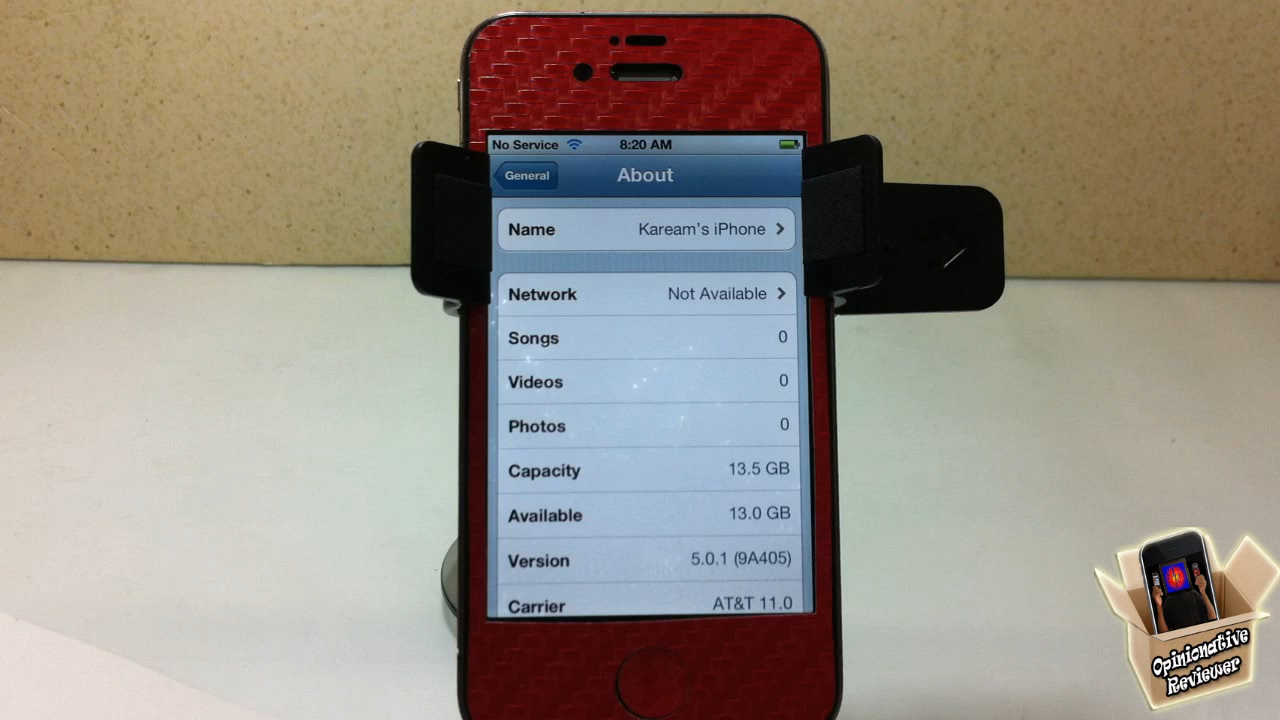 No Service 8:20 AM
General About
Name Kaream's iPhone
Network Not Available
Songs 0
Videos 0
Photos 0
Capacity 13.5 GB
Available 13.0 GB
Version 5.0.1 (9A405)
Carrier AT&T 11.0
Opinionative
Reviewer